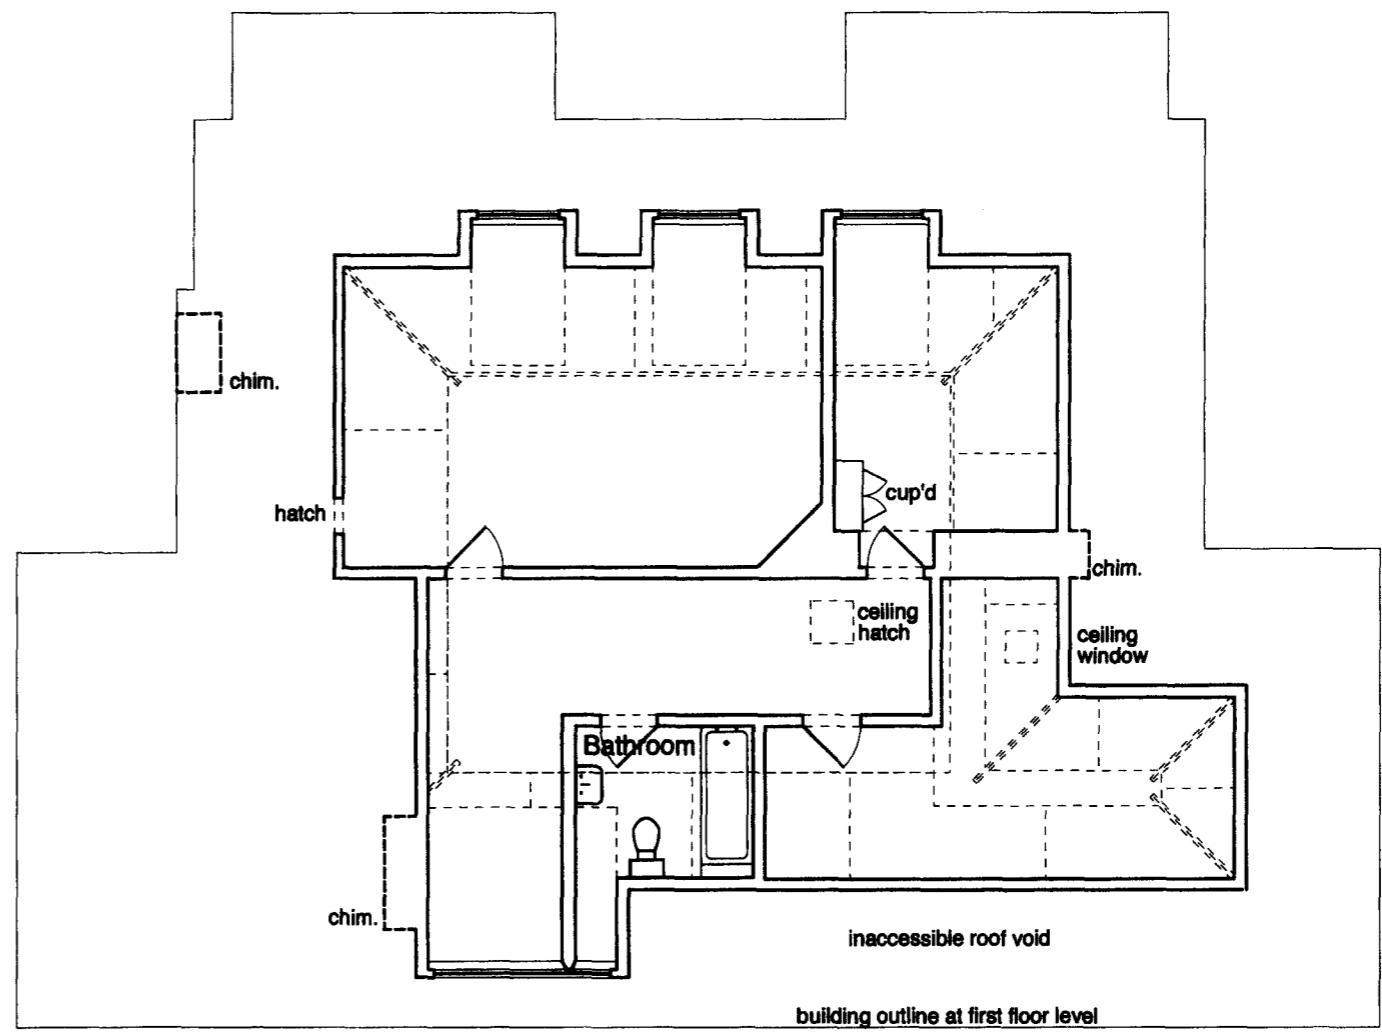 chim.
cup'd
hatch
chim.
ceiling
hatch
ceiling
window
Bathroom
chim.
inaccessible roof void
building outline at first floor level